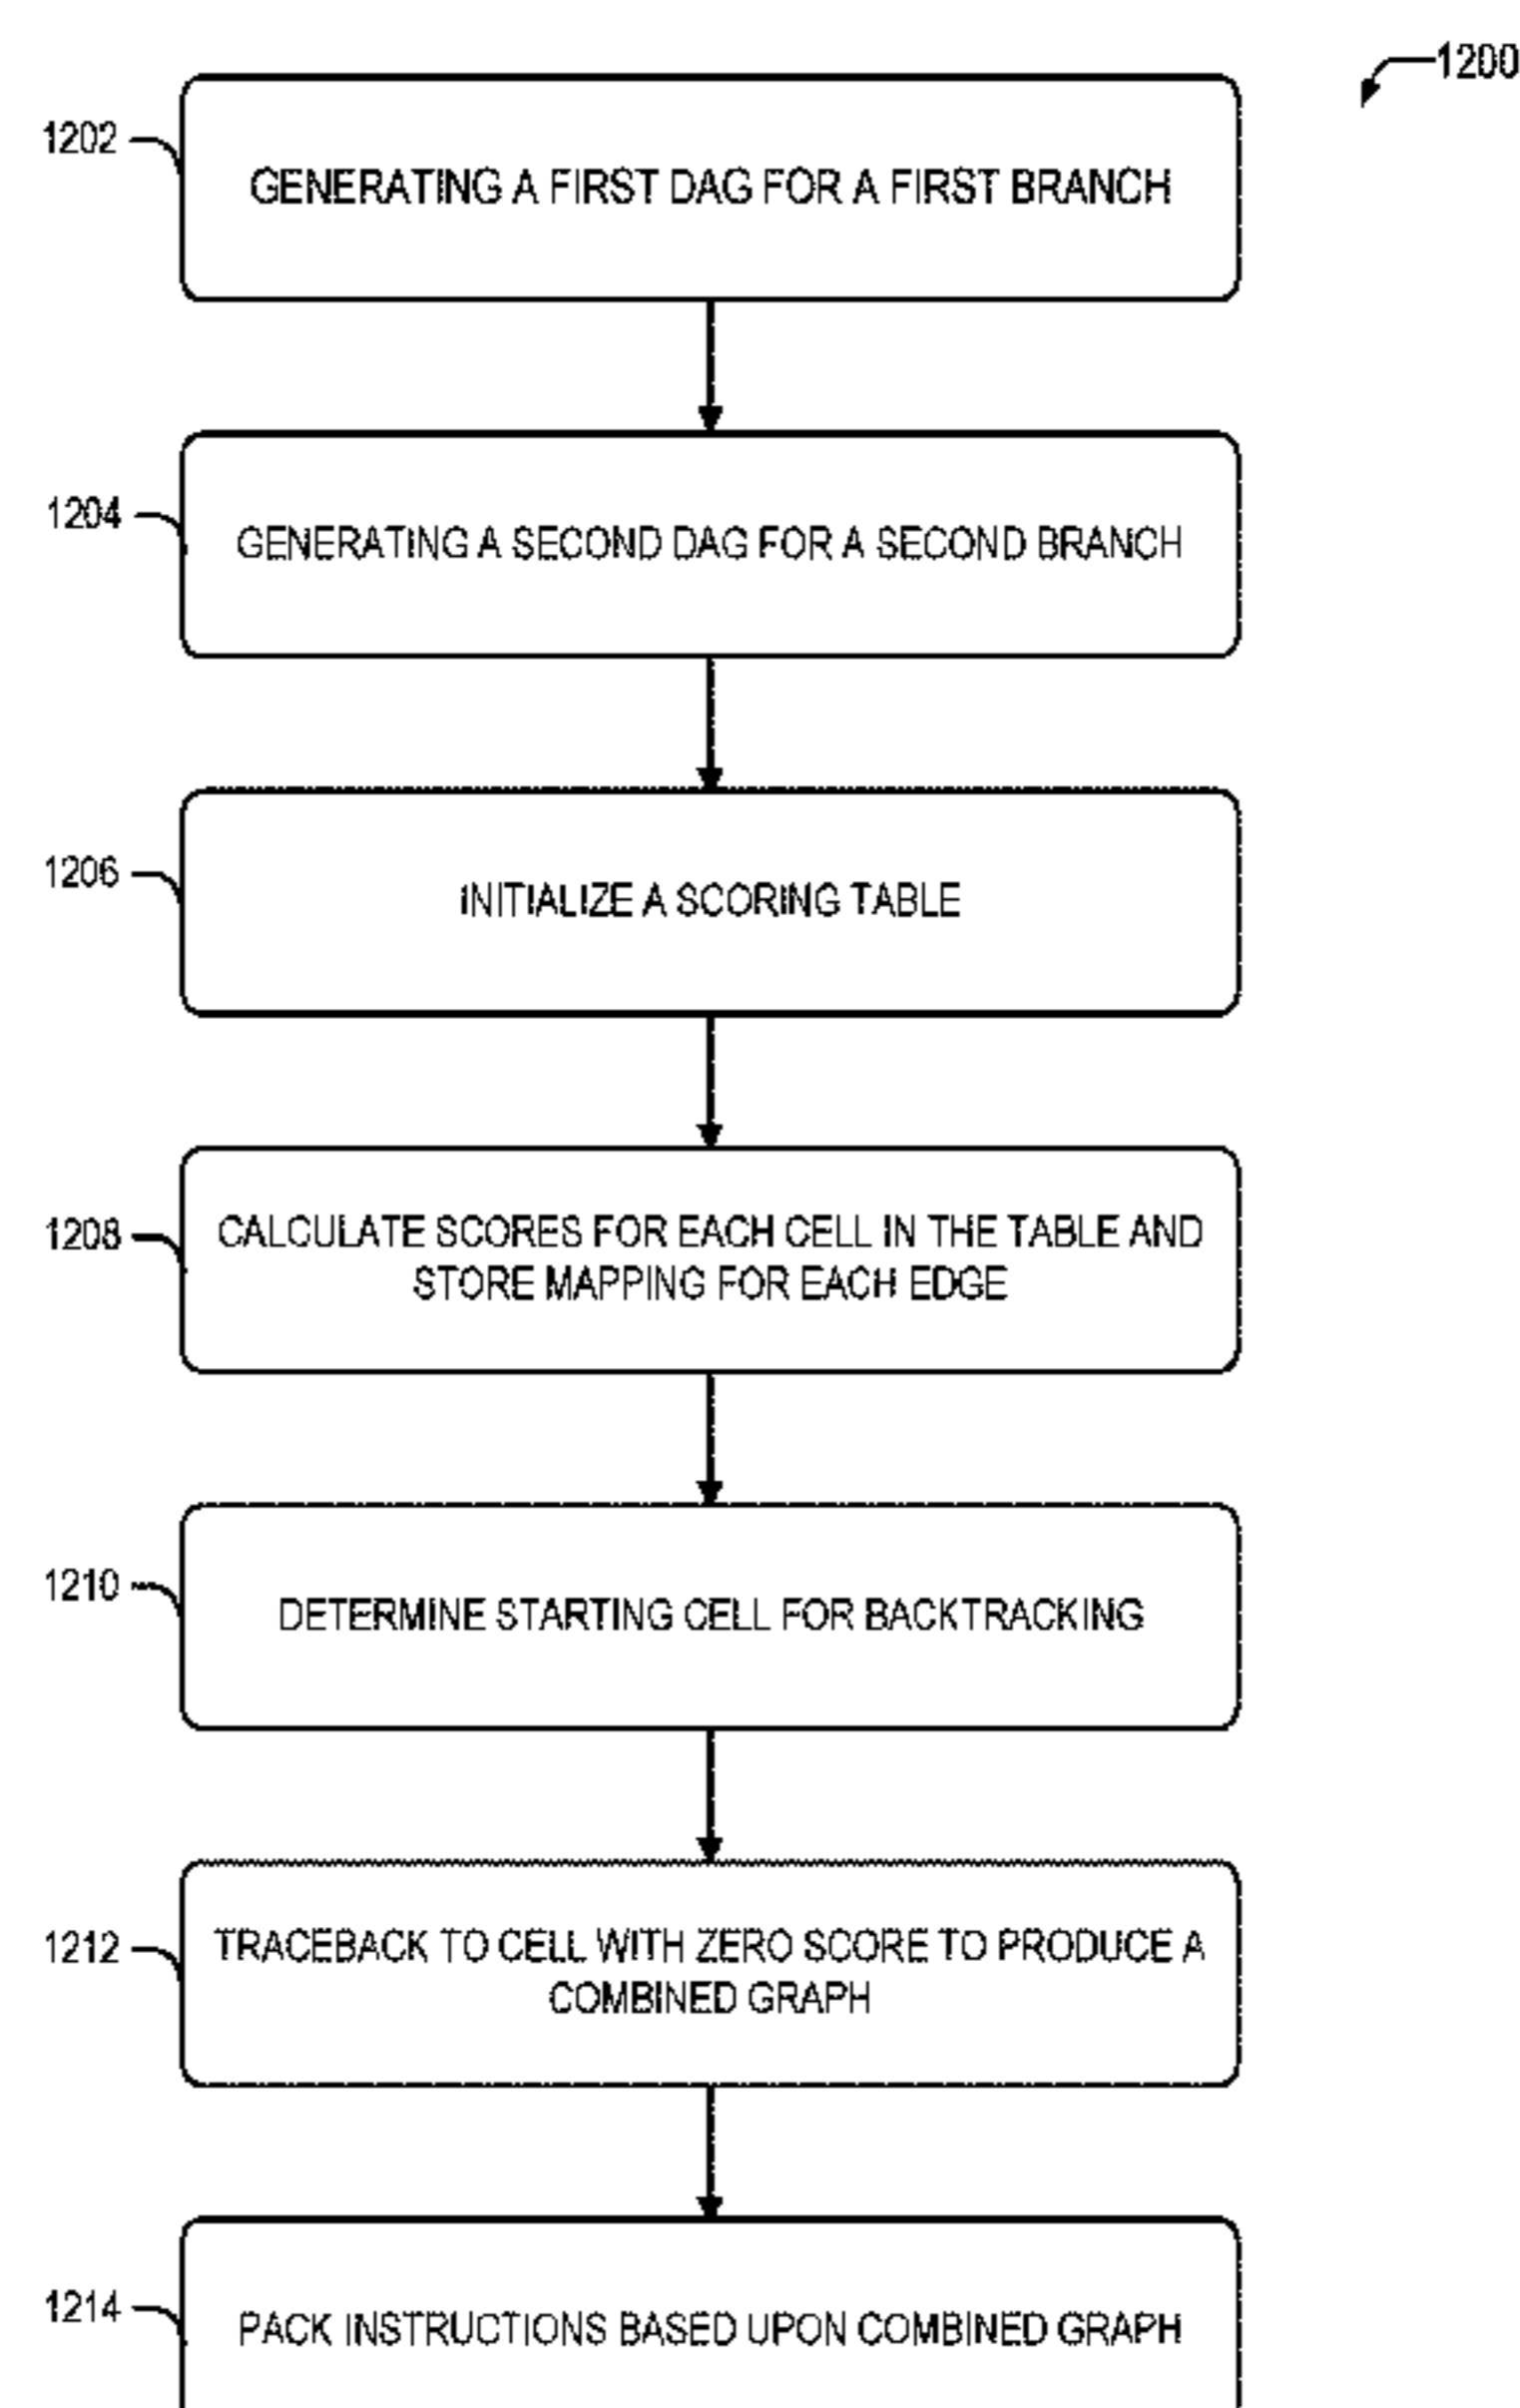 1200
1202
GENERATING A FIRST DAG FOR A FIRST BRANCH
1204
GENERATING A SECOND DAG FOR A SECOND BRANCH
1206
INITIALIZE A SCORING TABLE
1208
CALCULATE SCORES FOR EACH CELL IN THE TABLE AND
STORE MAPPING FOR EACH EDGE
1210
DETERMINE STARTING CELL FOR BACKTRACKING
1212
TRACEBACK TO CELL WITH ZERO SCORE TO PRODUCE A
COMBINED GRAPH
1214
PACK INSTRUCTIONS BASED UPON COMBINED GRAPH